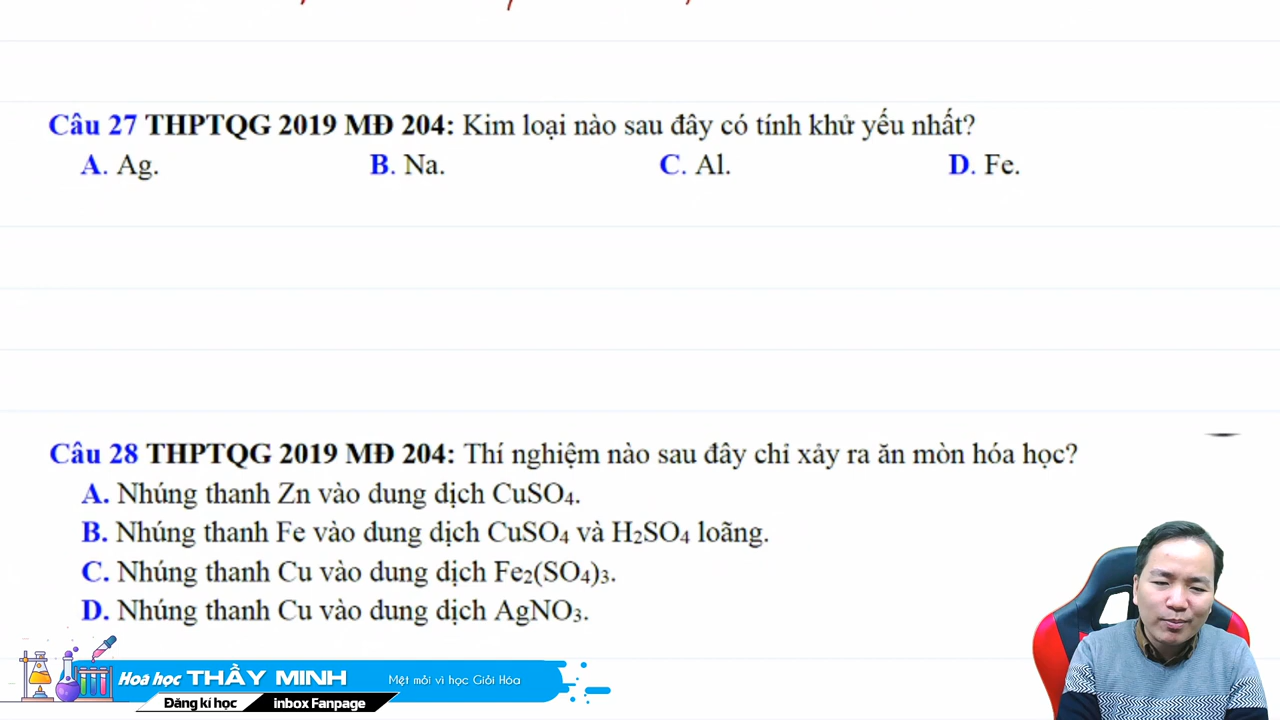 Câu 27 THPTQG 2019 MĐ 204: Kim loại nào sau đây có tính khử yếu nhất?
A. Ag. B. Na. C. Al. D. Fe.
Câu 28 THPTQG 2019 MĐ 204: Thí nghiệm nào sau đây chỉ xảy ra ăn mòn hóa học?
A. Nhúng thanh Zn vào dung dịch CuSO₄.
B. Nhúng thanh Fe vào dung dịch CuSO₄ và H₂SO₄ loãng.
C. Nhúng thanh Cu vào dung dịch Fe₂(SO₄)₃.
D. Nhúng thanh Cu vào dung dịch AgNO₃.
Hoá học THẦY MINH Mệt mỏi vì học Giỏi Hóa
Đăng kí học inbox Fanpage